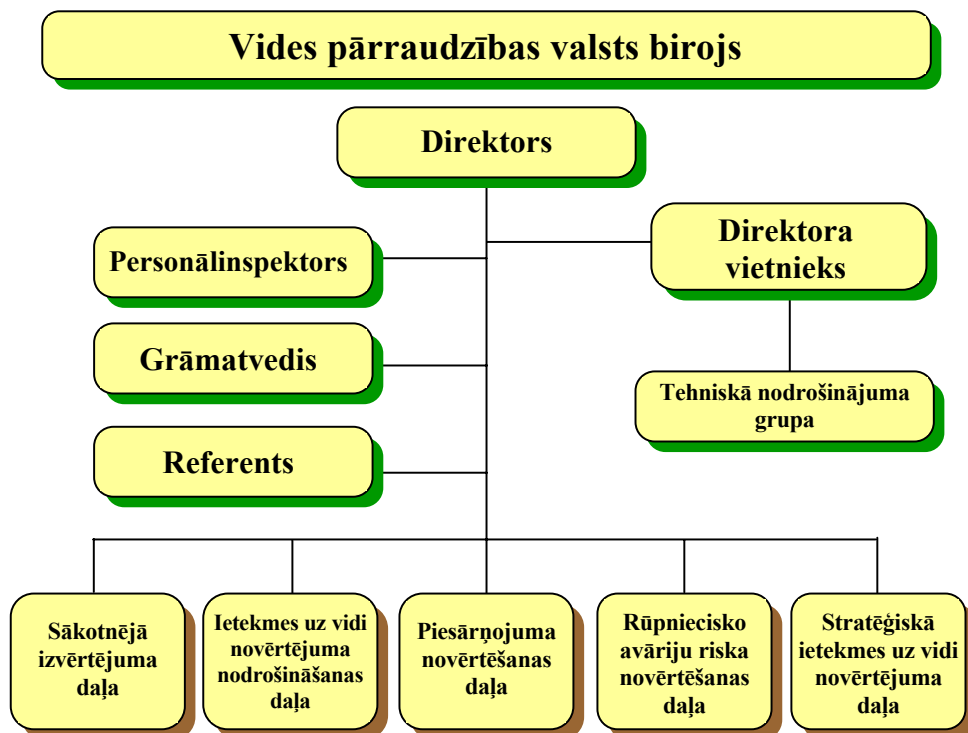 Vides pārraudzības valsts birojs
Direktors
Personālinspektors
Direktora
vietnieks
Grāmatvedis
Tehniskā nodrošinājuma
grupa
Referents
Sākotnējā
izvērtējuma
daļa
Ietekmes uz vidi
novērtējuma
nodrošināšanas
daļa
Piesārņojuma
novērtēšanas
daļa
Rūpniecisko
avāriju riska
novērtēšanas
daļa
Stratēģiskā
ietekmes uz vidi
novērtējuma
daļa